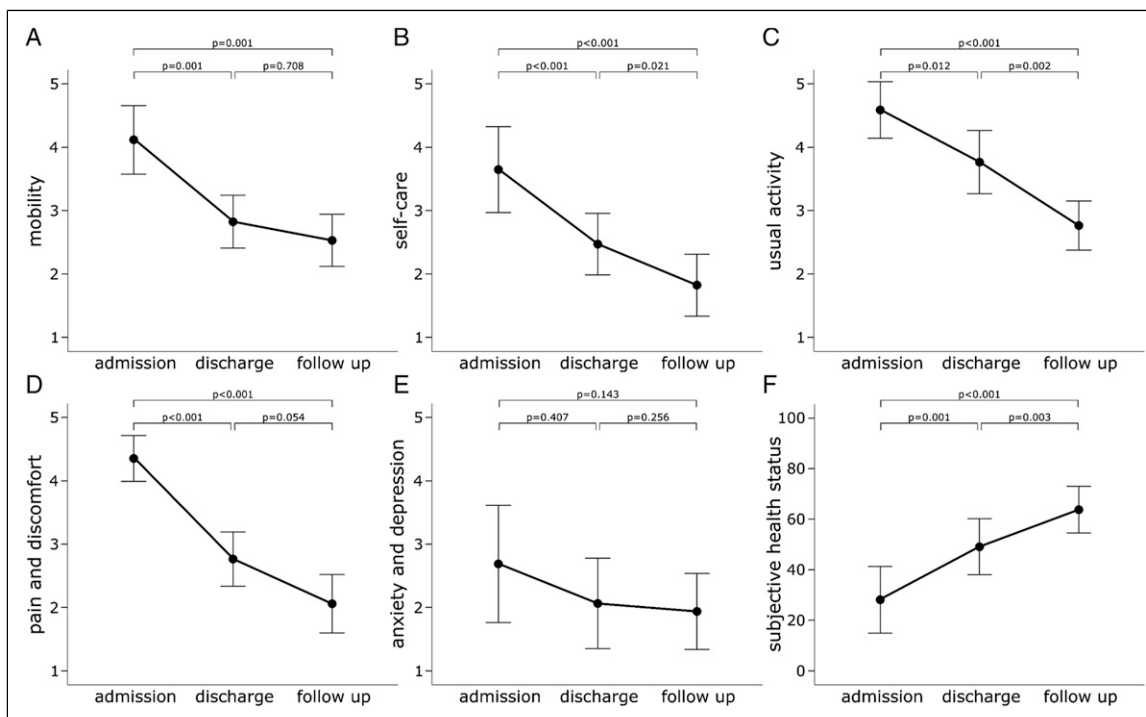 A
p=0.001
p=0.001
p=0.708
5
4
3
2
1
mobility
admission
discharge
follow up
B
p<0.001
p<0.001
p=0.021
5
4
3
2
1
self-care
admission
discharge
follow up
C
p<0.001
p=0.012
p=0.002
5
4
3
2
1
usual activity
admission
discharge
follow up
D
p<0.001
p<0.001
p=0.054
5
4
3
2
1
pain and discomfort
admission
discharge
follow up
E
p=0.143
p=0.407
p=0.256
5
4
3
2
1
anxiety and depression
admission
discharge
follow up
F
p<0.001
p=0.001
p=0.003
100
80
60
40
20
0
subjective health status
admission
discharge
follow up